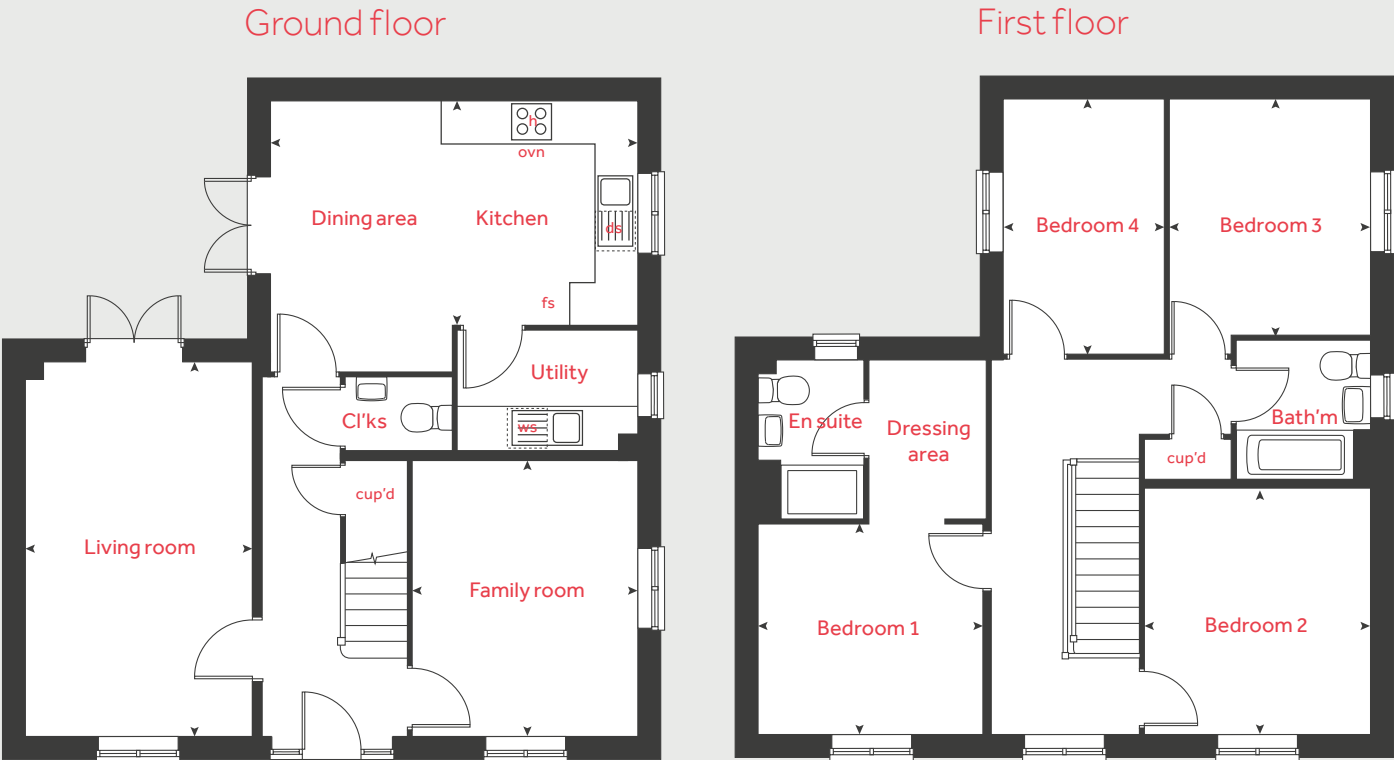 Ground floor
h
ovn
Dining area
Kitchen
ds
fs
Utility
Cl'ks
ws
cup'd
Living room
Family room
First floor
Bedroom 4
Bedroom 3
En suite
Dressing
area
Bath'm
cup'd
Bedroom 1
Bedroom 2